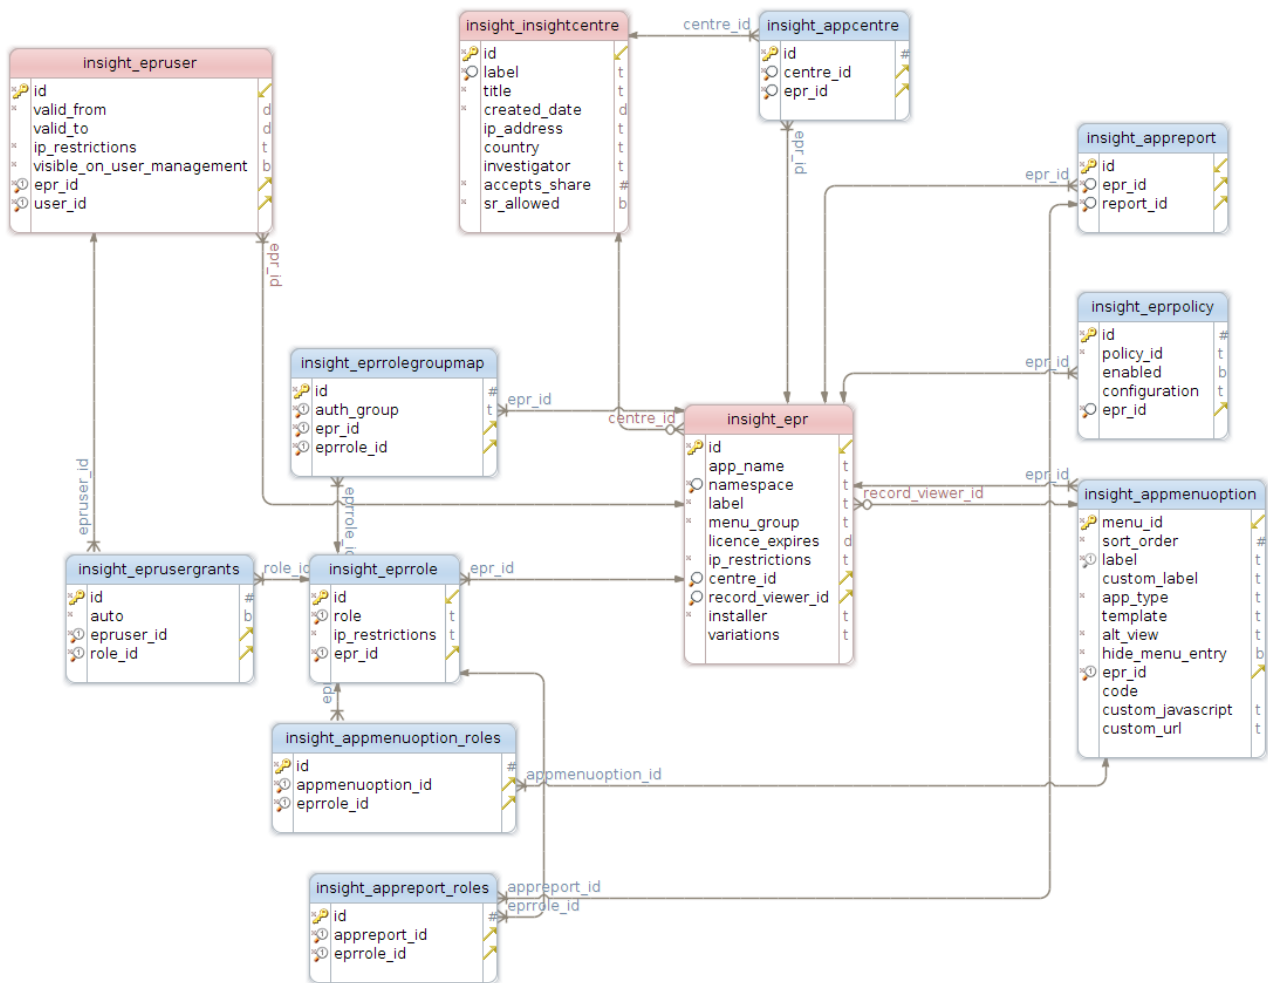 insight_epruser
id
valid_from d
valid_to d
ip_restrictions t
visible_on_user_management b
epr_id
user_id
insight_insightcentre
id
label t
title t
created_date d
ip_address t
country t
investigator t
accepts_share #
sr_allowed b
centre_id
insight_appcentre
id #
centre_id
epr_id
epr_id
insight_appreport
id
epr_id
report_id
epr_id
epr_id
insight_eprpolicy
id #
policy_id t
enabled b
configuration t
epr_id
epr_id
insight_eprrolegroupmap
id #
auth_group t
epr_id
eprrole_id
epr_id
centre_id
insight_epr
id
app_name t
namespace t
label t
menu_group t
licence_expires d
ip_restrictions t
centre_id
record_viewer_id
installer t
variations t
epr_id
record_viewer_id
insight_appmenuoption
menu_id
sort_order #
label t
custom_label t
app_type t
template t
alt_view t
hide_menu_entry b
epr_id
code
custom_javascript t
custom_url t
epruser_id
eprrole_id
insight_eprusergrants
id #
auto b
epruser_id
role_id
role_id
insight_eprrole
id
role t
ip_restrictions t
epr_id
epr_id
insight_appmenuoption_roles
id #
appmenuoption_id
eprrole_id
appmenuoption_id
insight_appreport_roles
id #
appreport_id
eprrole_id
appreport_id
eprrole_id